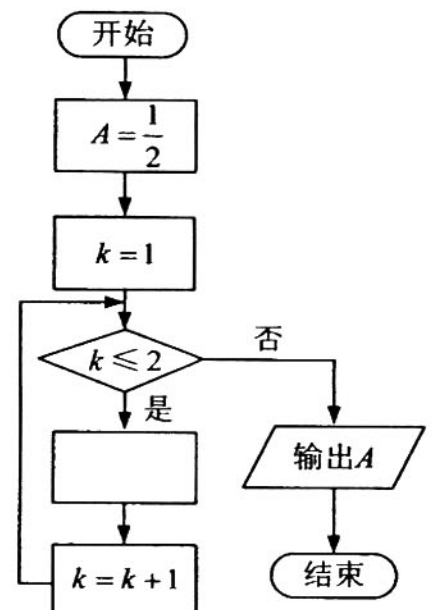 开始
A = 1/2
k = 1
k ≤ 2
否
是
输出A
k = k + 1
结束